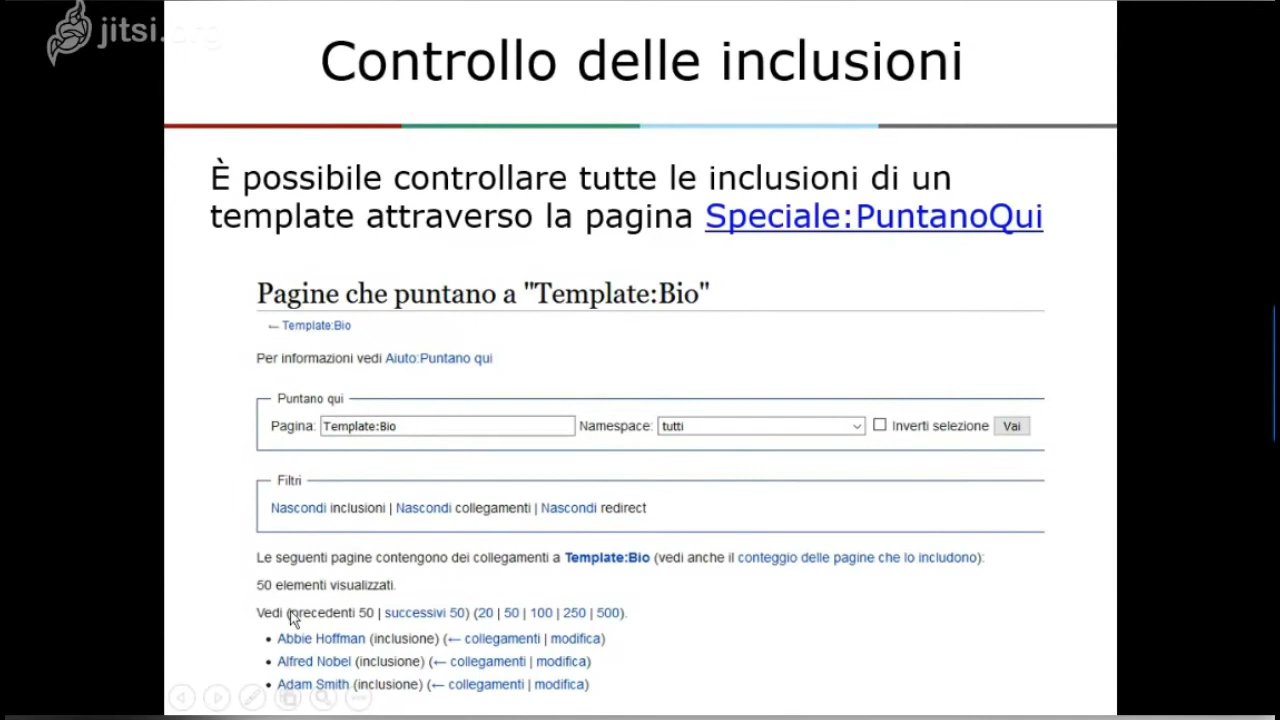 jitsi.org
Controllo delle inclusioni
È possibile controllare tutte le inclusioni di un
template attraverso la pagina Speciale:PuntanoQui
Pagine che puntano a "Template:Bio"
← Template:Bio
Per informazioni vedi Aiuto:Puntano qui
Puntano qui
Pagina: Template:Bio Namespace: tutti Inverti selezione Vai
Filtri
Nascondi inclusioni | Nascondi collegamenti | Nascondi redirect
Le seguenti pagine contengono dei collegamenti a Template:Bio (vedi anche il conteggio delle pagine che lo includono):
50 elementi visualizzati.
Vedi (precedenti 50 | successivi 50) (20 | 50 | 100 | 250 | 500).
• Abbie Hoffman (inclusione) (← collegamenti | modifica)
• Alfred Nobel (inclusione) (← collegamenti | modifica)
• Adam Smith (inclusione) (← collegamenti | modifica)